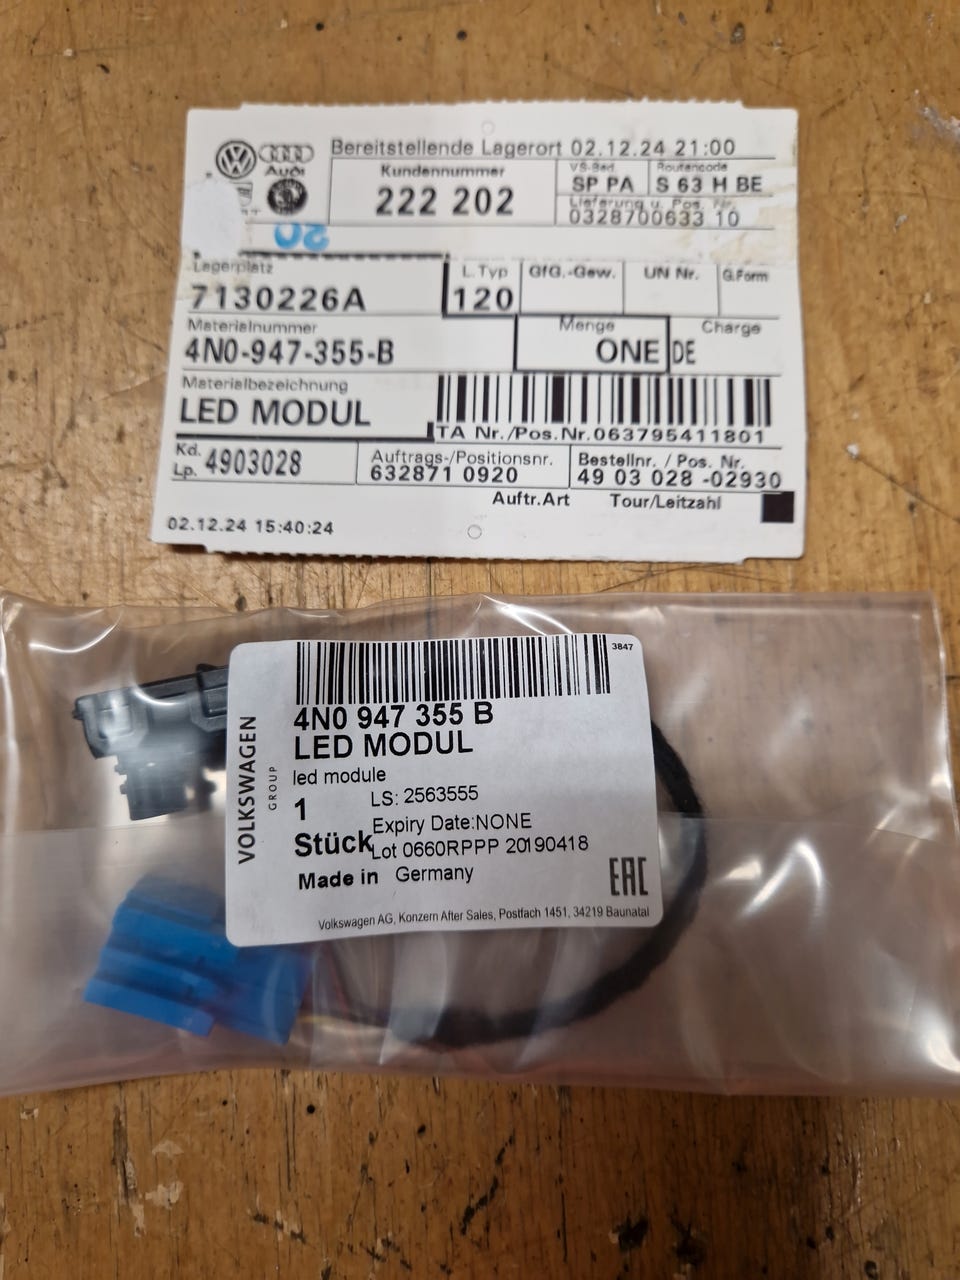 Bereitstellende Lagerort 02.12.24 21:00
Audi
Kundennummer
222 202
VS-Bed.
SP PA
Routencode
S 63 H BE
Lieferung u. Pos. Nr.
0328700633 10
20
Lagerplatz
7130226A
L.Typ
120
GfG.-Gew.
UN Nr.
G.Form
Materialnummer
4N0-947-355-B
Menge
ONE
Charge
DE
Materialbezeichnung
LED MODUL
TA Nr./Pos.Nr.063795411801
Kd.
Lp. 4903028
Auftrags-/Positionsnr.
632871 0920
Bestellnr. / Pos. Nr.
49 03 028 -02930
Auftr.Art
Tour/Leitzahl
02.12.24 15:40:24
3847
VOLKSWAGEN
GROUP
4N0 947 355 B
LED MODUL
led module
1
Stück
LS: 2563555
Expiry Date:NONE
Lot 0660RPPP 20190418
Made in Germany
EAC
Volkswagen AG, Konzern After Sales, Postfach 1451, 34219 Baunatal